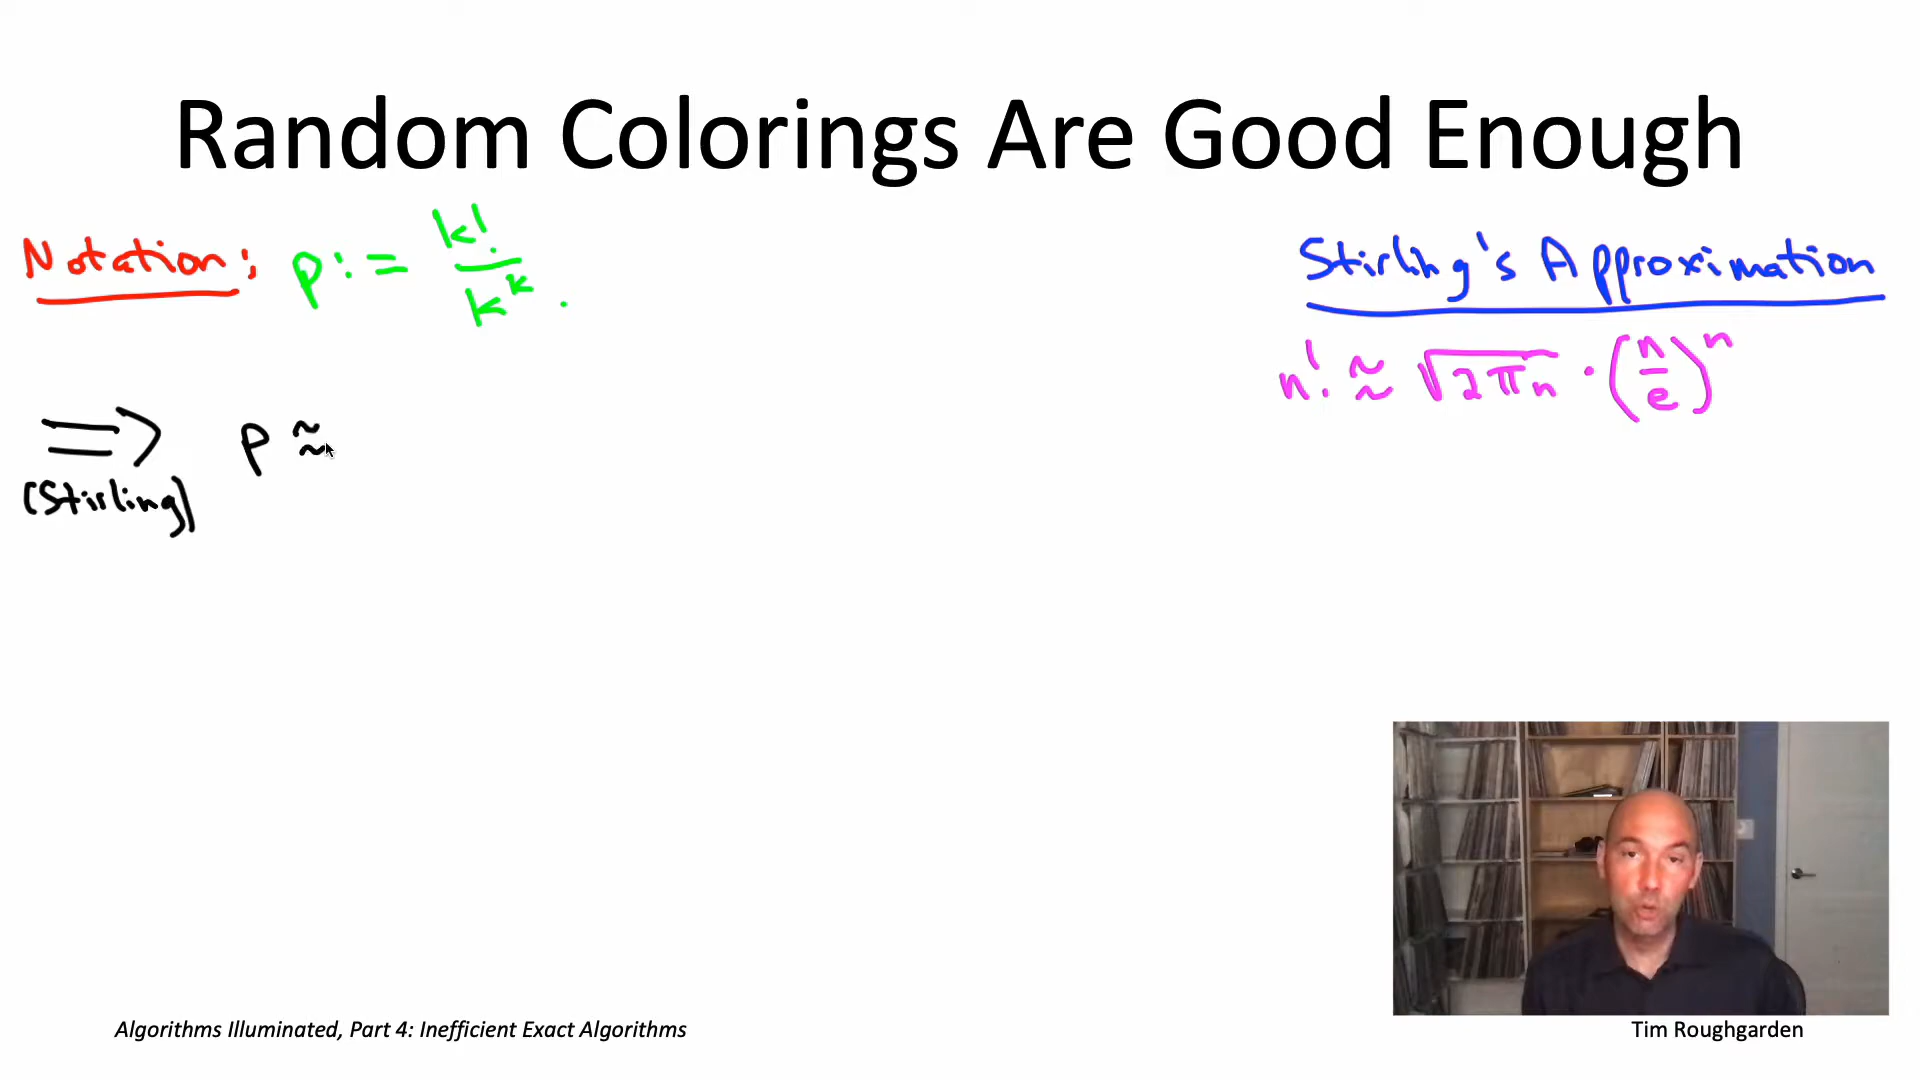 Random Colorings Are Good Enough
Notation: p := k! / k^k .
Stirling's Approximation
n! ≈ √2πn · (n/e)^n
⇒ p ≈
(Stirling)
Algorithms Illuminated, Part 4: Inefficient Exact Algorithms
Tim Roughgarden